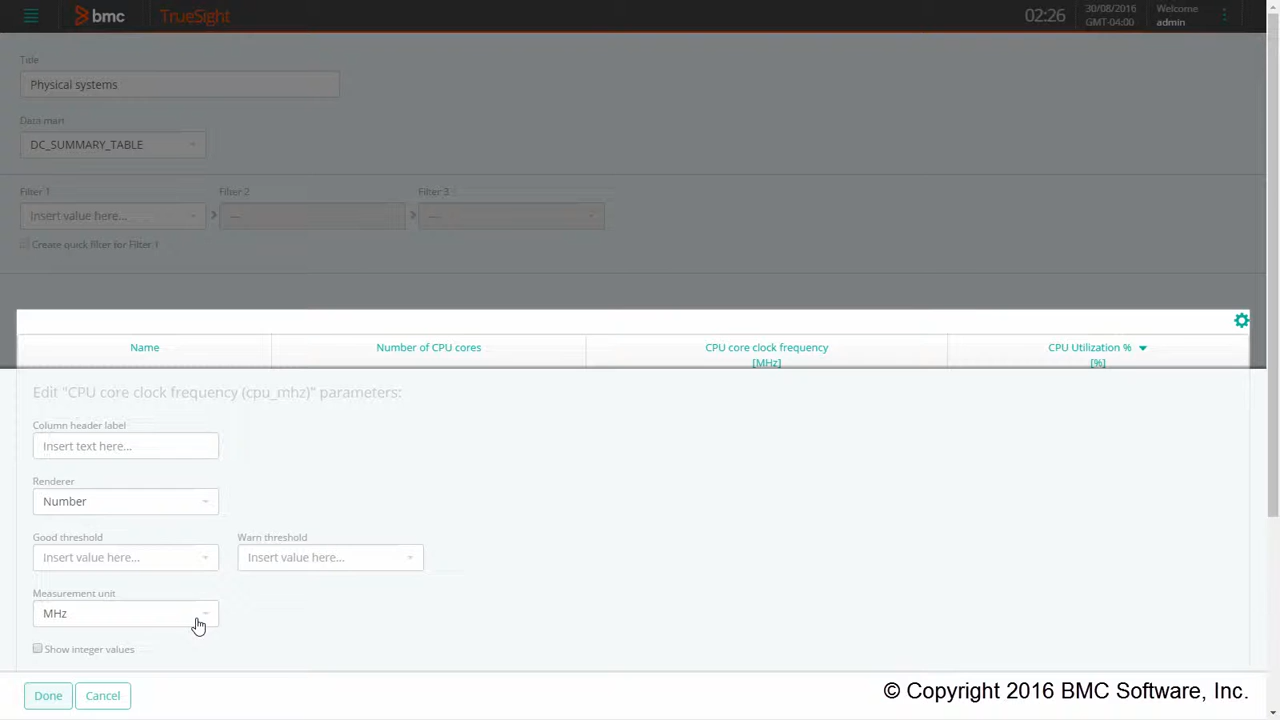 bmc
TrueSight
02:26
30/08/2016
GMT-04:00
Welcome
admin
Title
Physical systems
Data mart
DC_SUMMARY_TABLE
Filter 1
Filter 2
Filter 3
Insert value here...
---
---
Create quick filter for Filter 1
Name
Number of CPU cores
CPU core clock frequency
[MHz]
CPU Utilization %
[%]
Edit "CPU core clock frequency (cpu_mhz)" parameters:
Column header label
Insert text here...
Renderer
Number
Good threshold
Warn threshold
Insert value here...
Insert value here...
Measurement unit
MHz
Show integer values
Done
Cancel
© Copyright 2016 BMC Software, Inc.